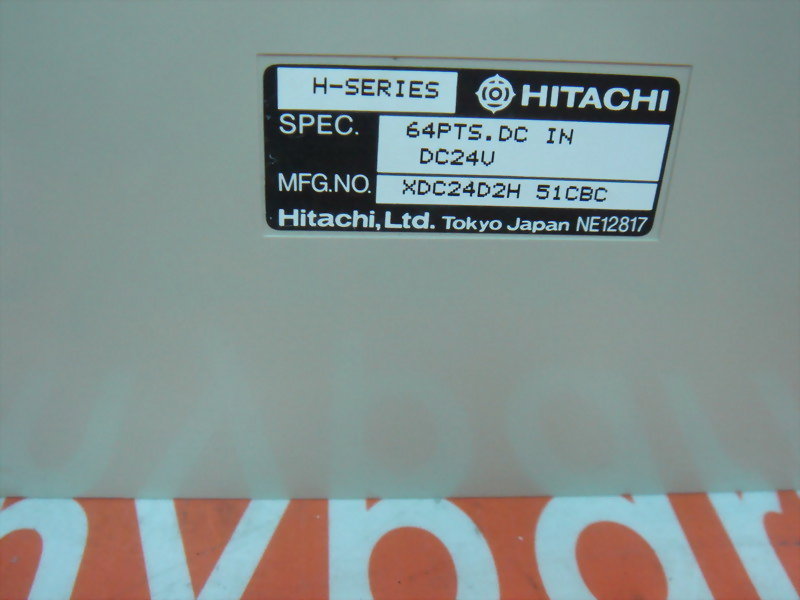 H-SERIES HITACHI
SPEC. 64PTS.DC IN
DC24V
MFG.NO. XDC24D2H 51CBC
Hitachi,Ltd. Tokyo Japan NE12817